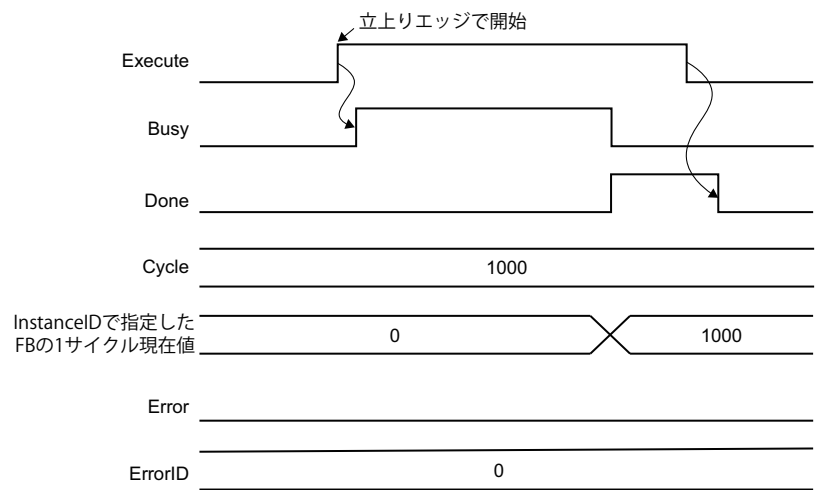 立上りエッジで開始
Execute
Busy
Done
Cycle
1000
InstanceIDで指定した
FBの1サイクル現在値
0
1000
Error
ErrorID
0